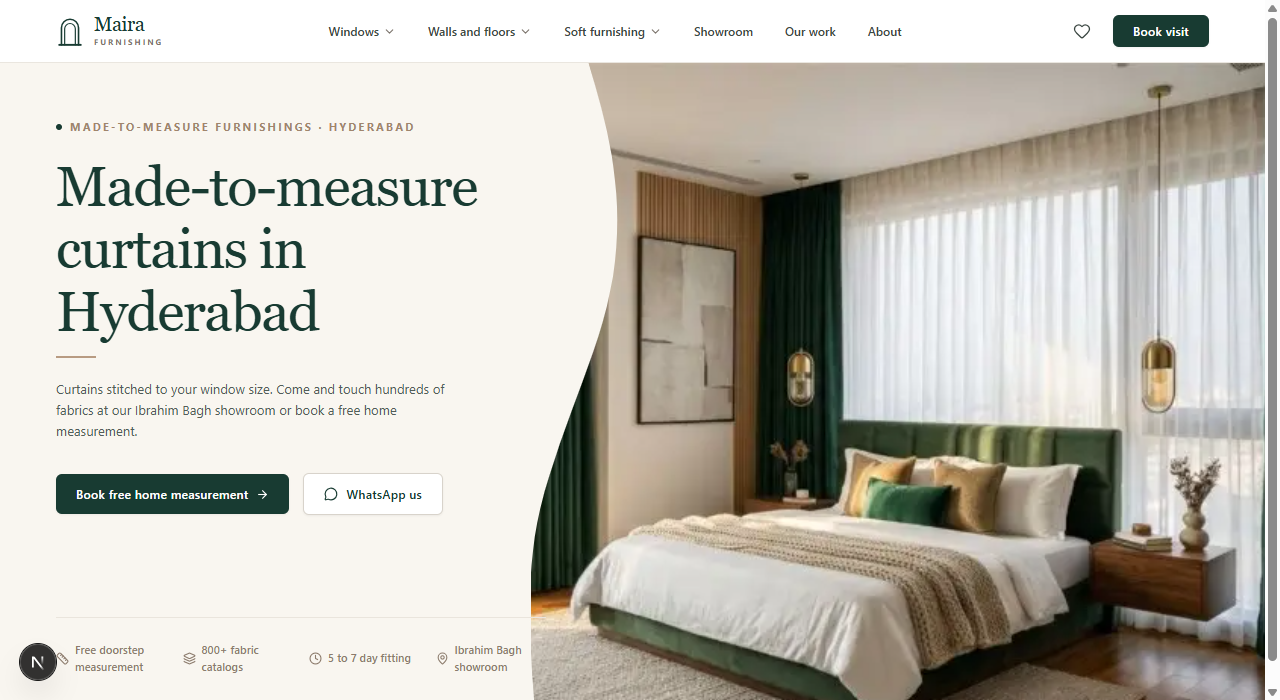 Maira
FURNISHING
Windows
Walls and floors
Soft furnishing
Showroom
Our work
About
Book visit
MADE-TO-MEASURE FURNISHINGS · HYDERABAD
Made-to-measure
curtains in
Hyderabad
Curtains stitched to your window size. Come and touch hundreds of
fabrics at our Ibrahim Bagh showroom or book a free home
measurement.
Book free home measurement →
WhatsApp us
N
Free doorstep
measurement
800+ fabric
catalogs
5 to 7 day fitting
Ibrahim Bagh
showroom